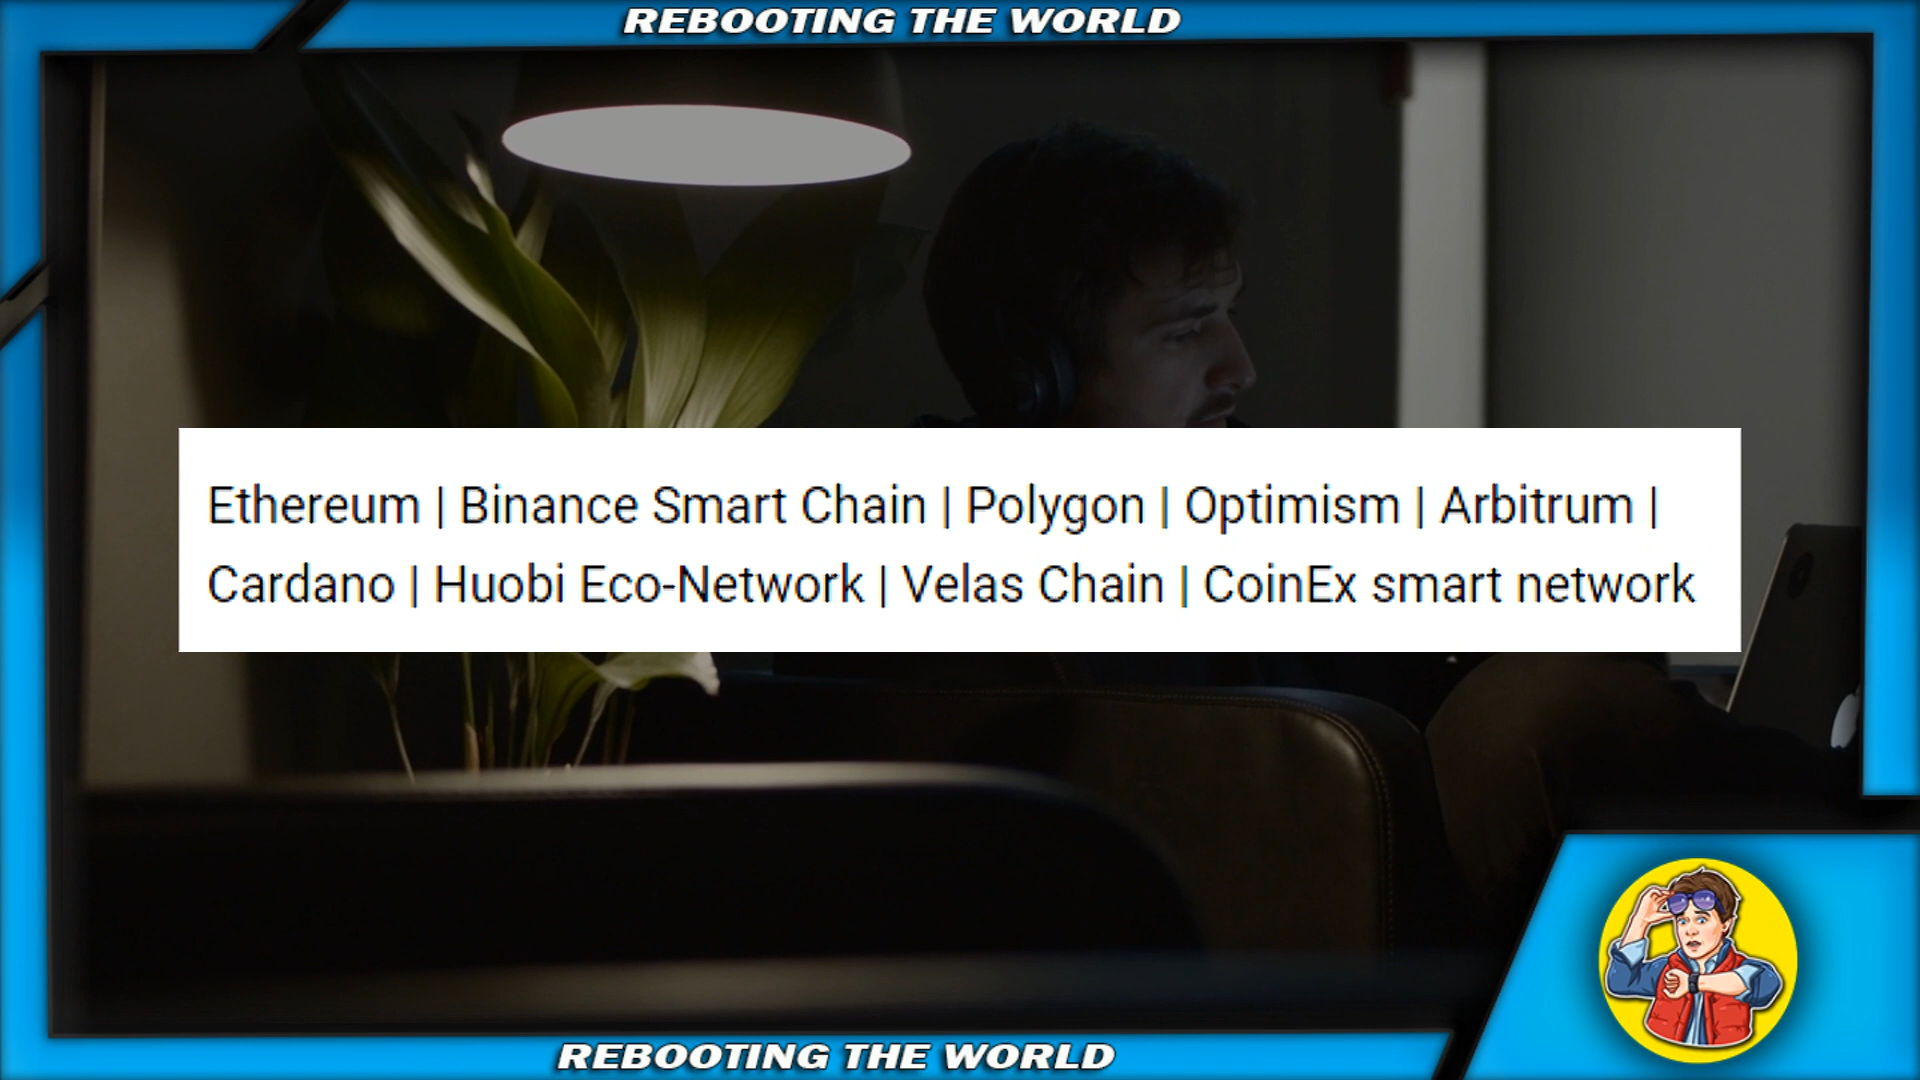 REBOOTING THE WORLD
Ethereum | Binance Smart Chain | Polygon | Optimism | Arbitrum |
Cardano | Huobi Eco-Network | Velas Chain | CoinEx smart network
REBOOTING THE WORLD